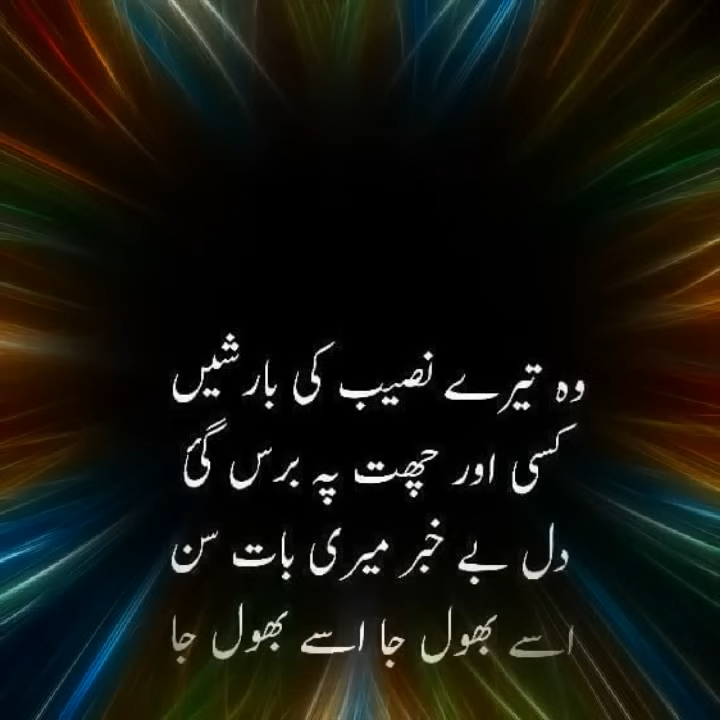 وہ تیرے نصیب کی بارشیں
کسی اور چھت پہ برس گئ
دل بے خبر میری بات سن
اسے بھول جا اسے بھول جا